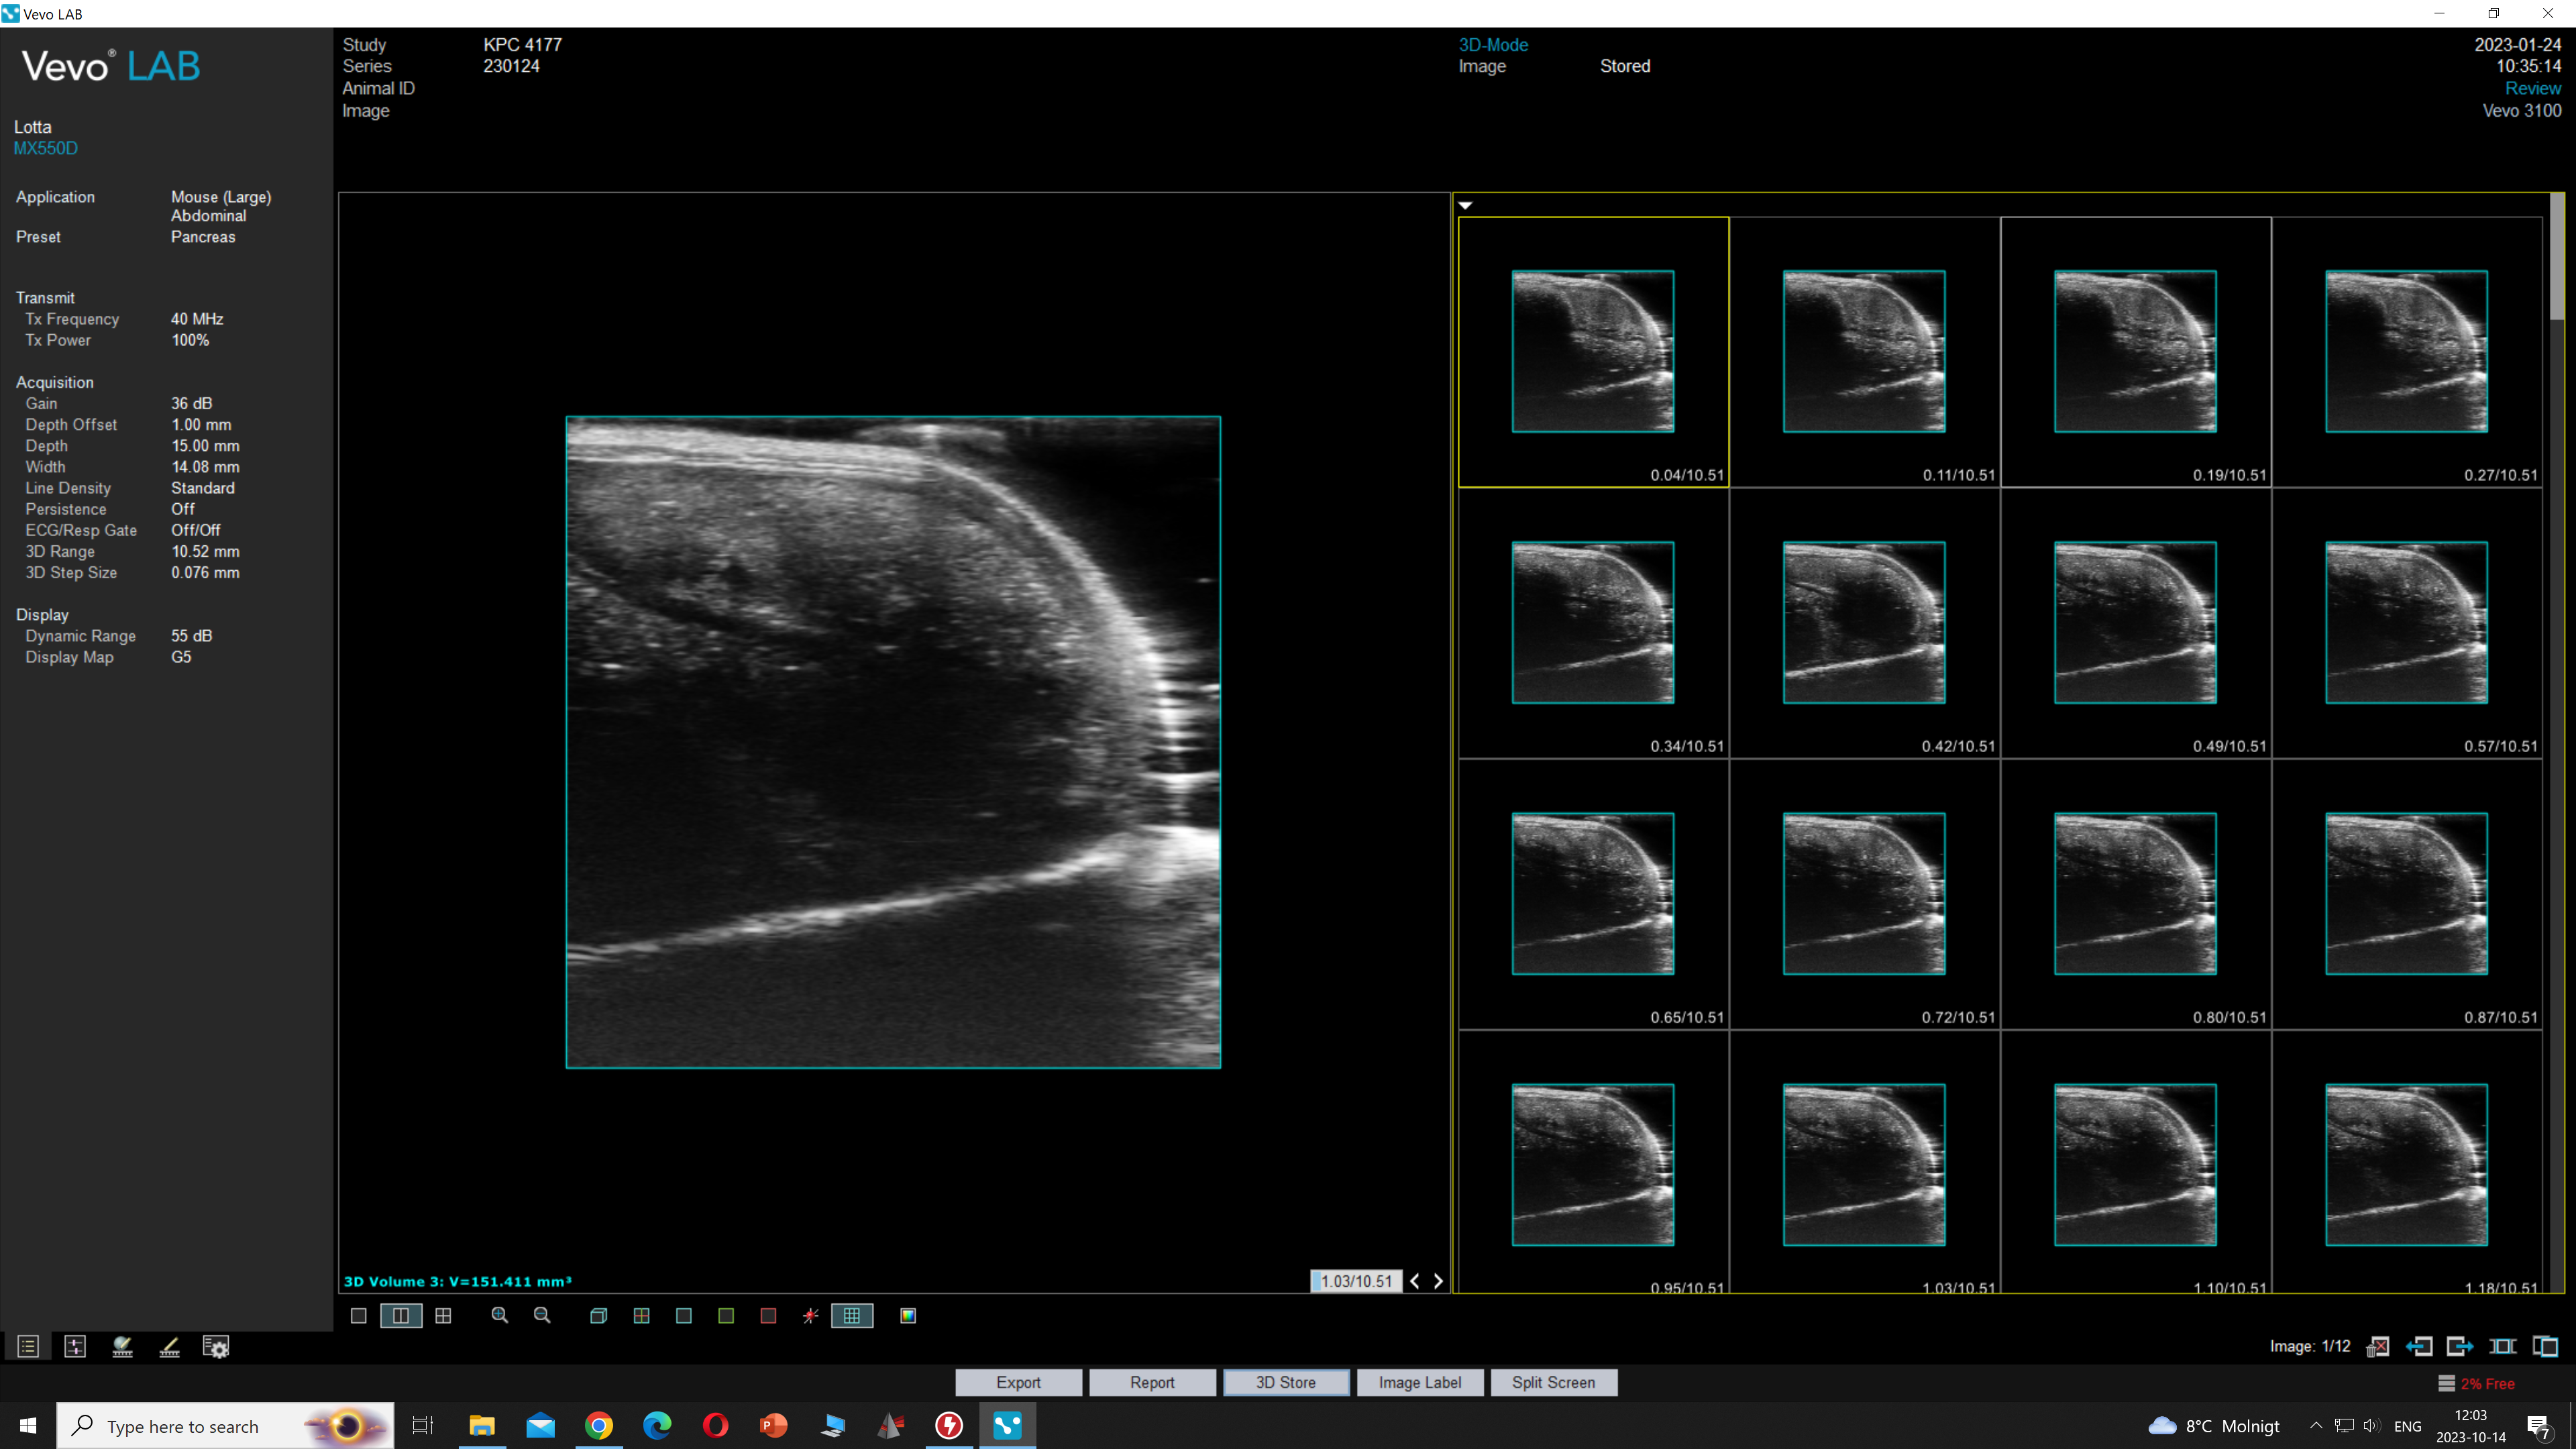 Vevo LAB
Vevo® LAB
Study KPC 4177
Series 230124
Animal ID
Image
3D-Mode
Image Stored
2023-01-24
10:35:14
Review
Vevo 3100
Lotta
MX550D
Application Mouse (Large)
Abdominal
Preset Pancreas
Transmit
Tx Frequency 40 MHz
Tx Power 100%
Acquisition
Gain 36 dB
Depth Offset 1.00 mm
Depth 15.00 mm
Width 14.08 mm
Line Density Standard
Persistence Off
ECG/Resp Gate Off/Off
3D Range 10.52 mm
3D Step Size 0.076 mm
Display
Dynamic Range 55 dB
Display Map G5
0.04/10.51 0.11/10.51 0.19/10.51 0.27/10.51
0.34/10.51 0.42/10.51 0.49/10.51 0.57/10.51
0.65/10.51 0.72/10.51 0.80/10.51 0.87/10.51
0.95/10.51 1.03/10.51 1.10/10.51 1.18/10.51
3D Volume 3: V=151.411 mm³
1.03/10.51
Image: 1/12
Export Report 3D Store Image Label Split Screen
2% Free
Type here to search
8°C Molnigt
ENG
12:03
2023-10-14
7